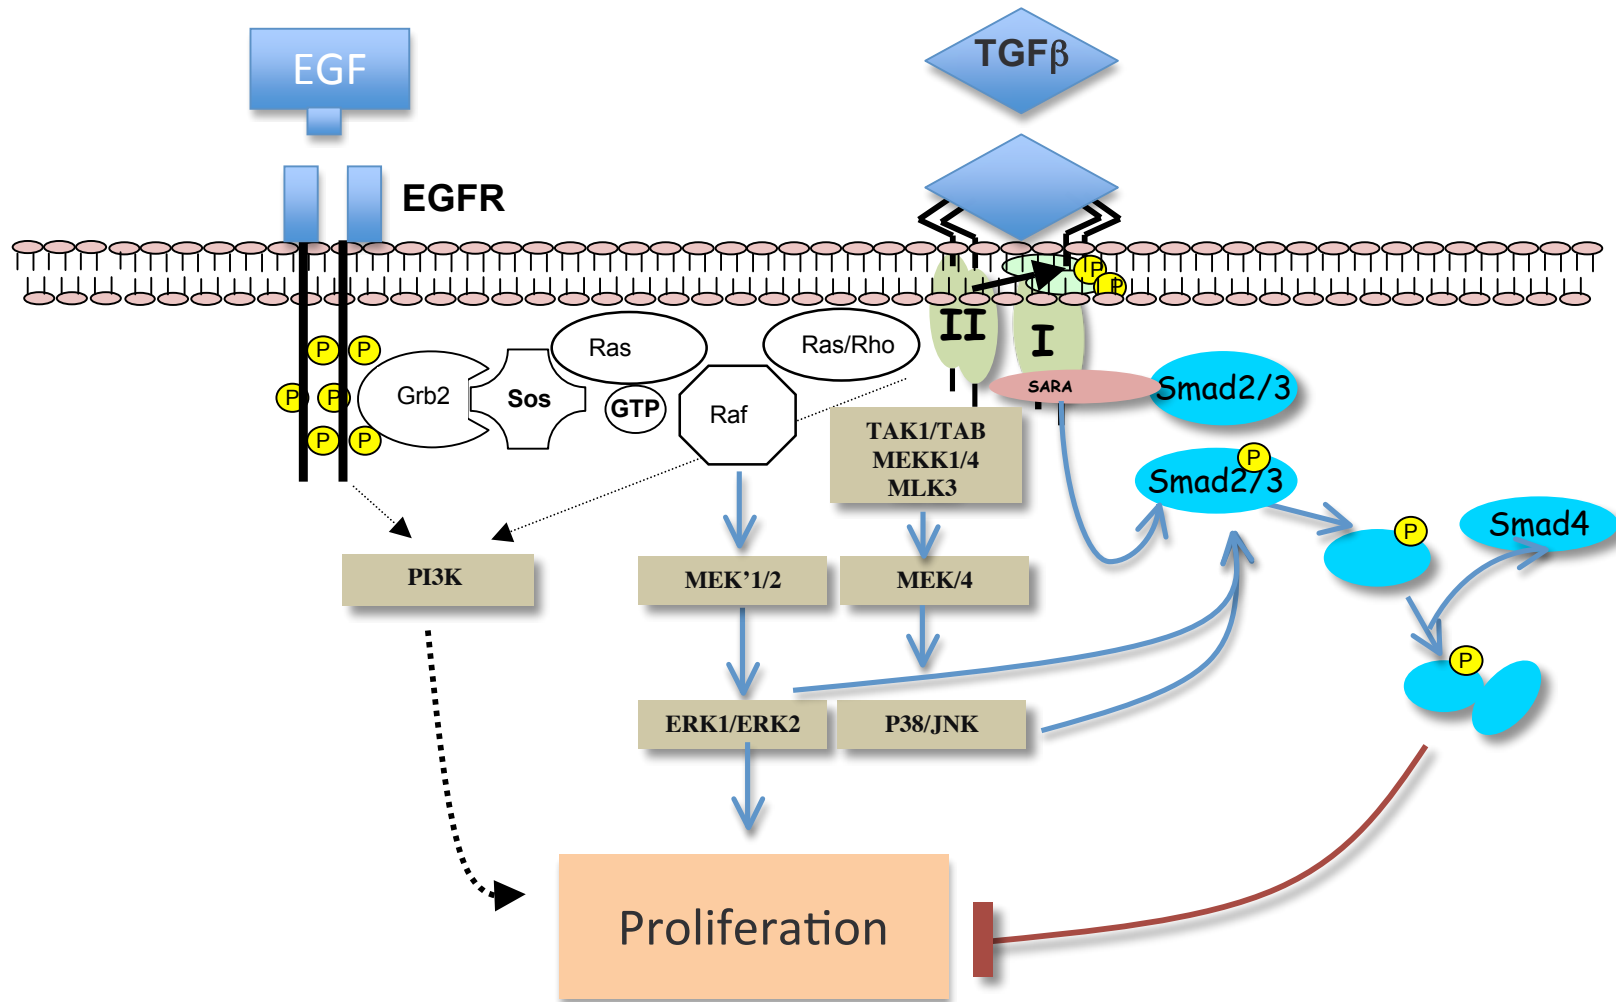 EGF
TGFβ
EGFR
P
P
II
I
Ras
Ras/Rho
P
P
P
P
P
P
Grb2
Sos
GTP
Raf
SARA
Smad2/3
TAK1/TAB
MEKK1/4
MLK3
P
Smad2/3
P
Smad4
PI3K
MEK’1/2
MEK/4
P
ERK1/ERK2
P38/JNK
Proliferation